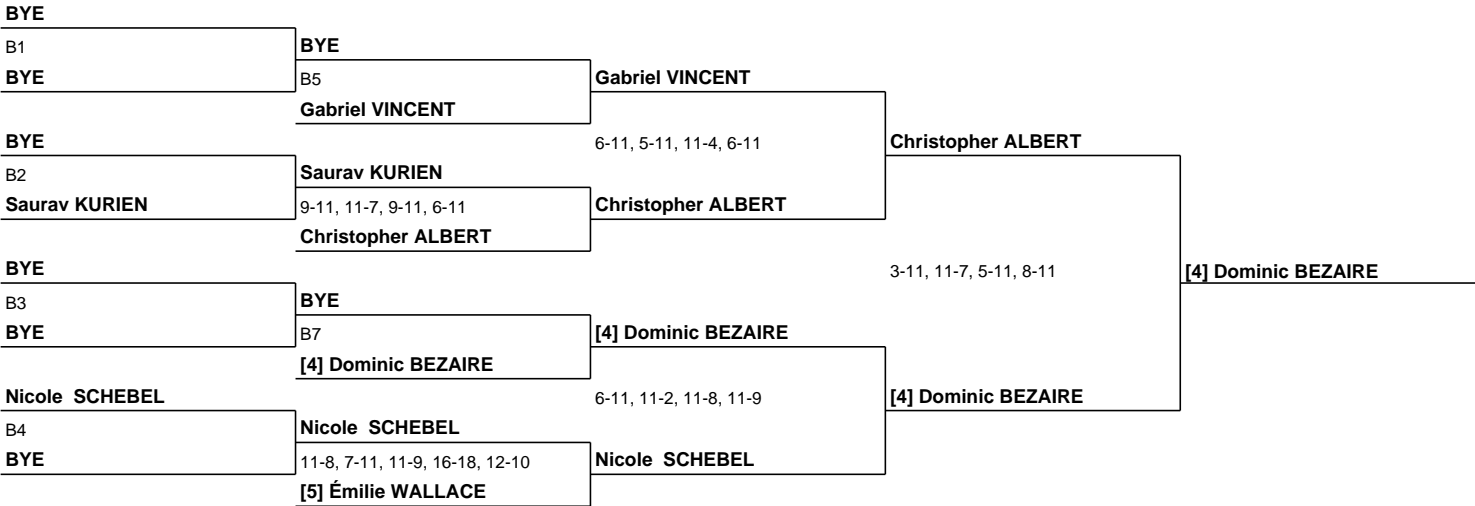 BYE
B1
BYE
BYE
B5
Gabriel VINCENT
Gabriel VINCENT
BYE
6-11, 5-11, 11-4, 6-11
Christopher ALBERT
B2
Saurav KURIEN
Saurav KURIEN
9-11, 11-7, 9-11, 6-11
Christopher ALBERT
Christopher ALBERT
BYE
3-11, 11-7, 5-11, 8-11
[4] Dominic BEZAIRE
B3
BYE
BYE
B7
[4] Dominic BEZAIRE
[4] Dominic BEZAIRE
Nicole  SCHEBEL
6-11, 11-2, 11-8, 11-9
[4] Dominic BEZAIRE
B4
Nicole  SCHEBEL
BYE
11-8, 7-11, 11-9, 16-18, 12-10
Nicole  SCHEBEL
[5] Émilie WALLACE